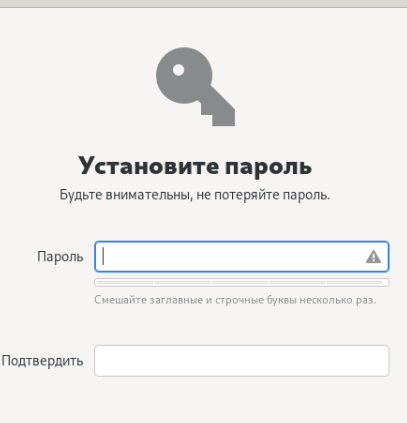 Установите пароль
Будьте внимательны, не потеряйте пароль.
Пароль
Смешайте заглавные и строчные буквы несколько раз.
Подтвердить